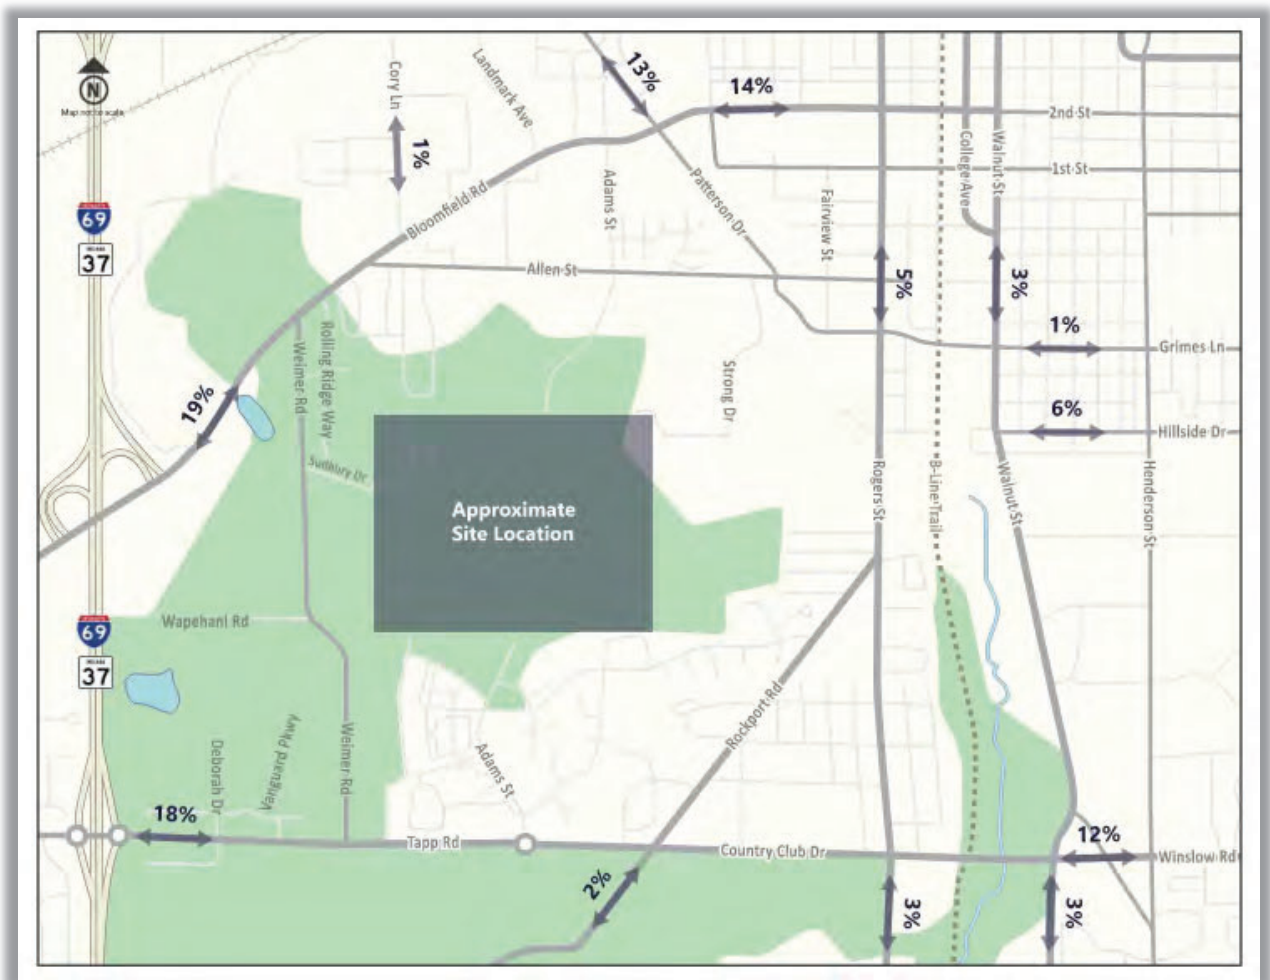 N
Map not to scale
Cory Ln
Landmark Ave
13%
14%
2nd St
1%
College Ave
Walnut St
1st St
Adams St
Patterson Dr
Fairview St
Bloomfield Rd
69
37
Allen St
5%
3%
1%
Grimes Ln
Rolling Ridge Way
Weimer Rd
Strong Dr
19%
6%
Hillside Dr
Sudbury Dr
Approximate
Site Location
Rogers St
B-Line Trail
Walnut St
Henderson St
Wapehani Rd
69
37
Rockport Rd
Deborah Dr
Vanguard Pkwy
Weimer Rd
Adams St
18%
Tapp Rd
Country Club Dr
12%
Winslow Rd
2%
3%
3%